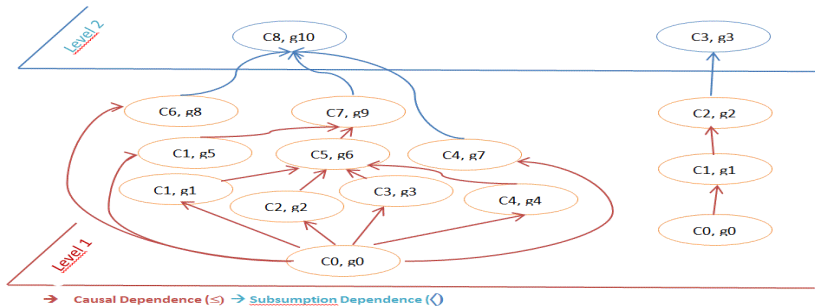 Level 2
C8, g10
C3, g3
C6, g8
C7, g9
C2, g2
C1, g5
C5, g6
C4, g7
C1, g1
C1, g1
C2, g2
C3, g3
C4, g4
C0, g0
C0, g0
Level 1
→ Causal Dependence (≤) → Subsumption Dependence (≬)